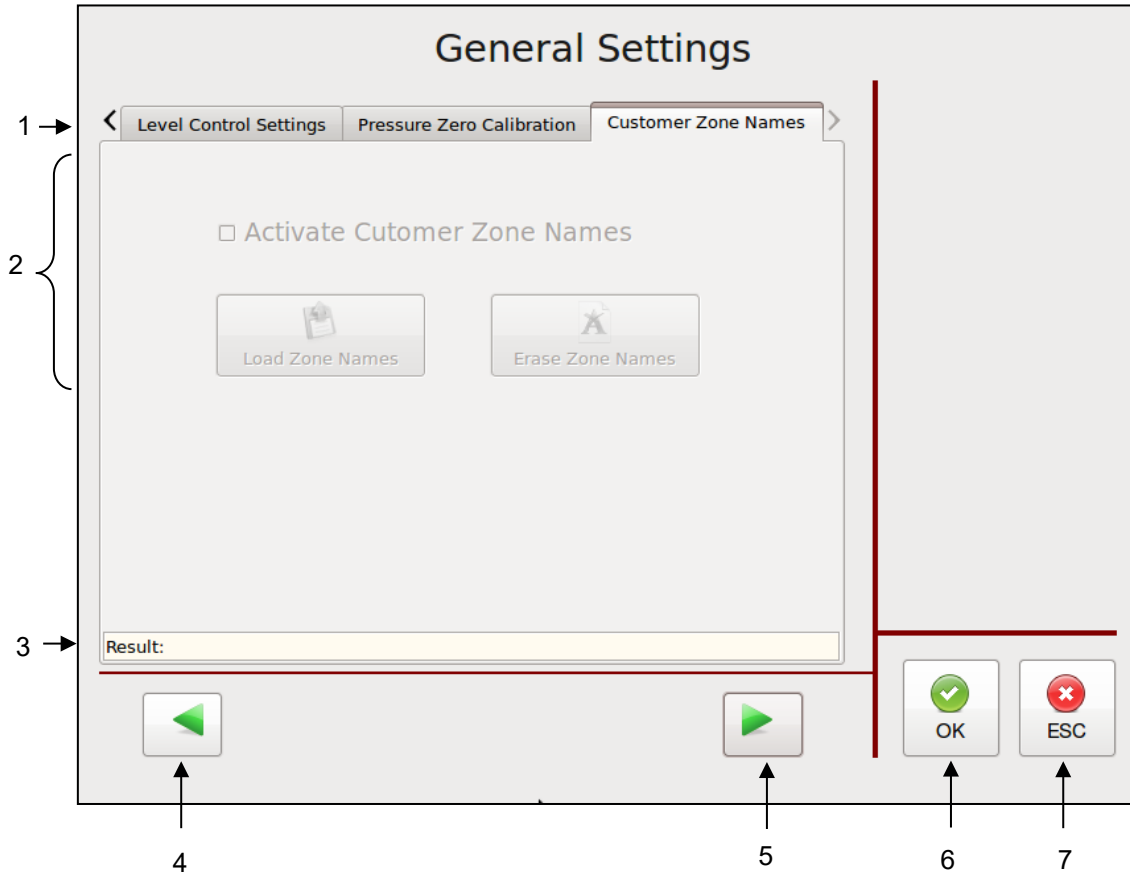 General Settings
1
Level Control Settings
Pressure Zero Calibration
Customer Zone Names
2
Activate Cutomer Zone Names
Load Zone Names
Erase Zone Names
3
Result:
OK
ESC
4
5
6
7